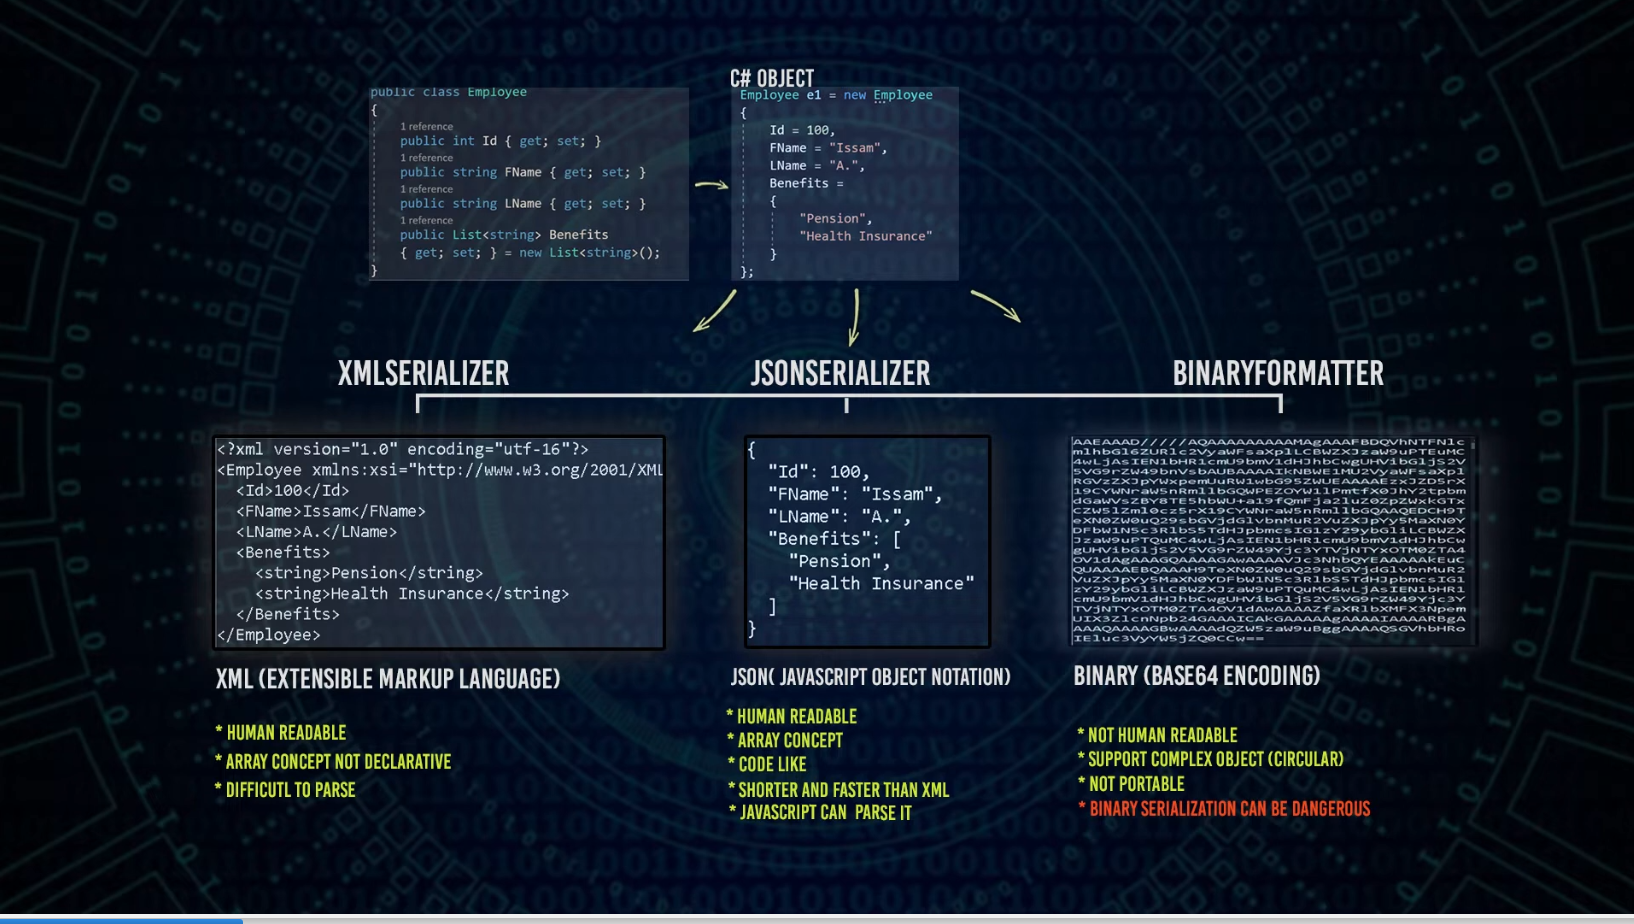 C# OBJECT
public class Employee
{
1 reference
public int Id { get; set; }
1 reference
public string FName { get; set; }
1 reference
public string LName { get; set; }
1 reference
public List<string> Benefits
{ get; set; } = new List<string>();
}
Employee e1 = new Employee
{
Id = 100,
FName = "Issam",
LName = "A.",
Benefits =
{
"Pension",
"Health Insurance"
}
};
XMLSERIALIZER
JSONSERIALIZER
BINARYFORMATTER
<?xml version="1.0" encoding="utf-16"?>
<Employee xmlns:xsi="http://www.w3.org/2001/XML
<Id>100</Id>
<FName>Issam</FName>
<LName>A.</LName>
<Benefits>
<string>Pension</string>
<string>Health Insurance</string>
</Benefits>
</Employee>
{
"Id": 100,
"FName": "Issam",
"LName": "A.",
"Benefits": [
"Pension",
"Health Insurance"
]
}
XML (EXTENSIBLE MARKUP LANGUAGE)
* HUMAN READABLE
* ARRAY CONCEPT NOT DECLARATIVE
* DIFFICUTL TO PARSE
JSON( JAVASCRIPT OBJECT NOTATION)
* HUMAN READABLE
* ARRAY CONCEPT
* CODE LIKE
* SHORTER AND FASTER THAN XML
* JAVASCRIPT CAN PARSE IT
BINARY (BASE64 ENCODING)
* NOT HUMAN READABLE
* SUPPORT COMPLEX OBJECT (CIRCULAR)
* NOT PORTABLE
* BINARY SERIALIZATION CAN BE DANGEROUS